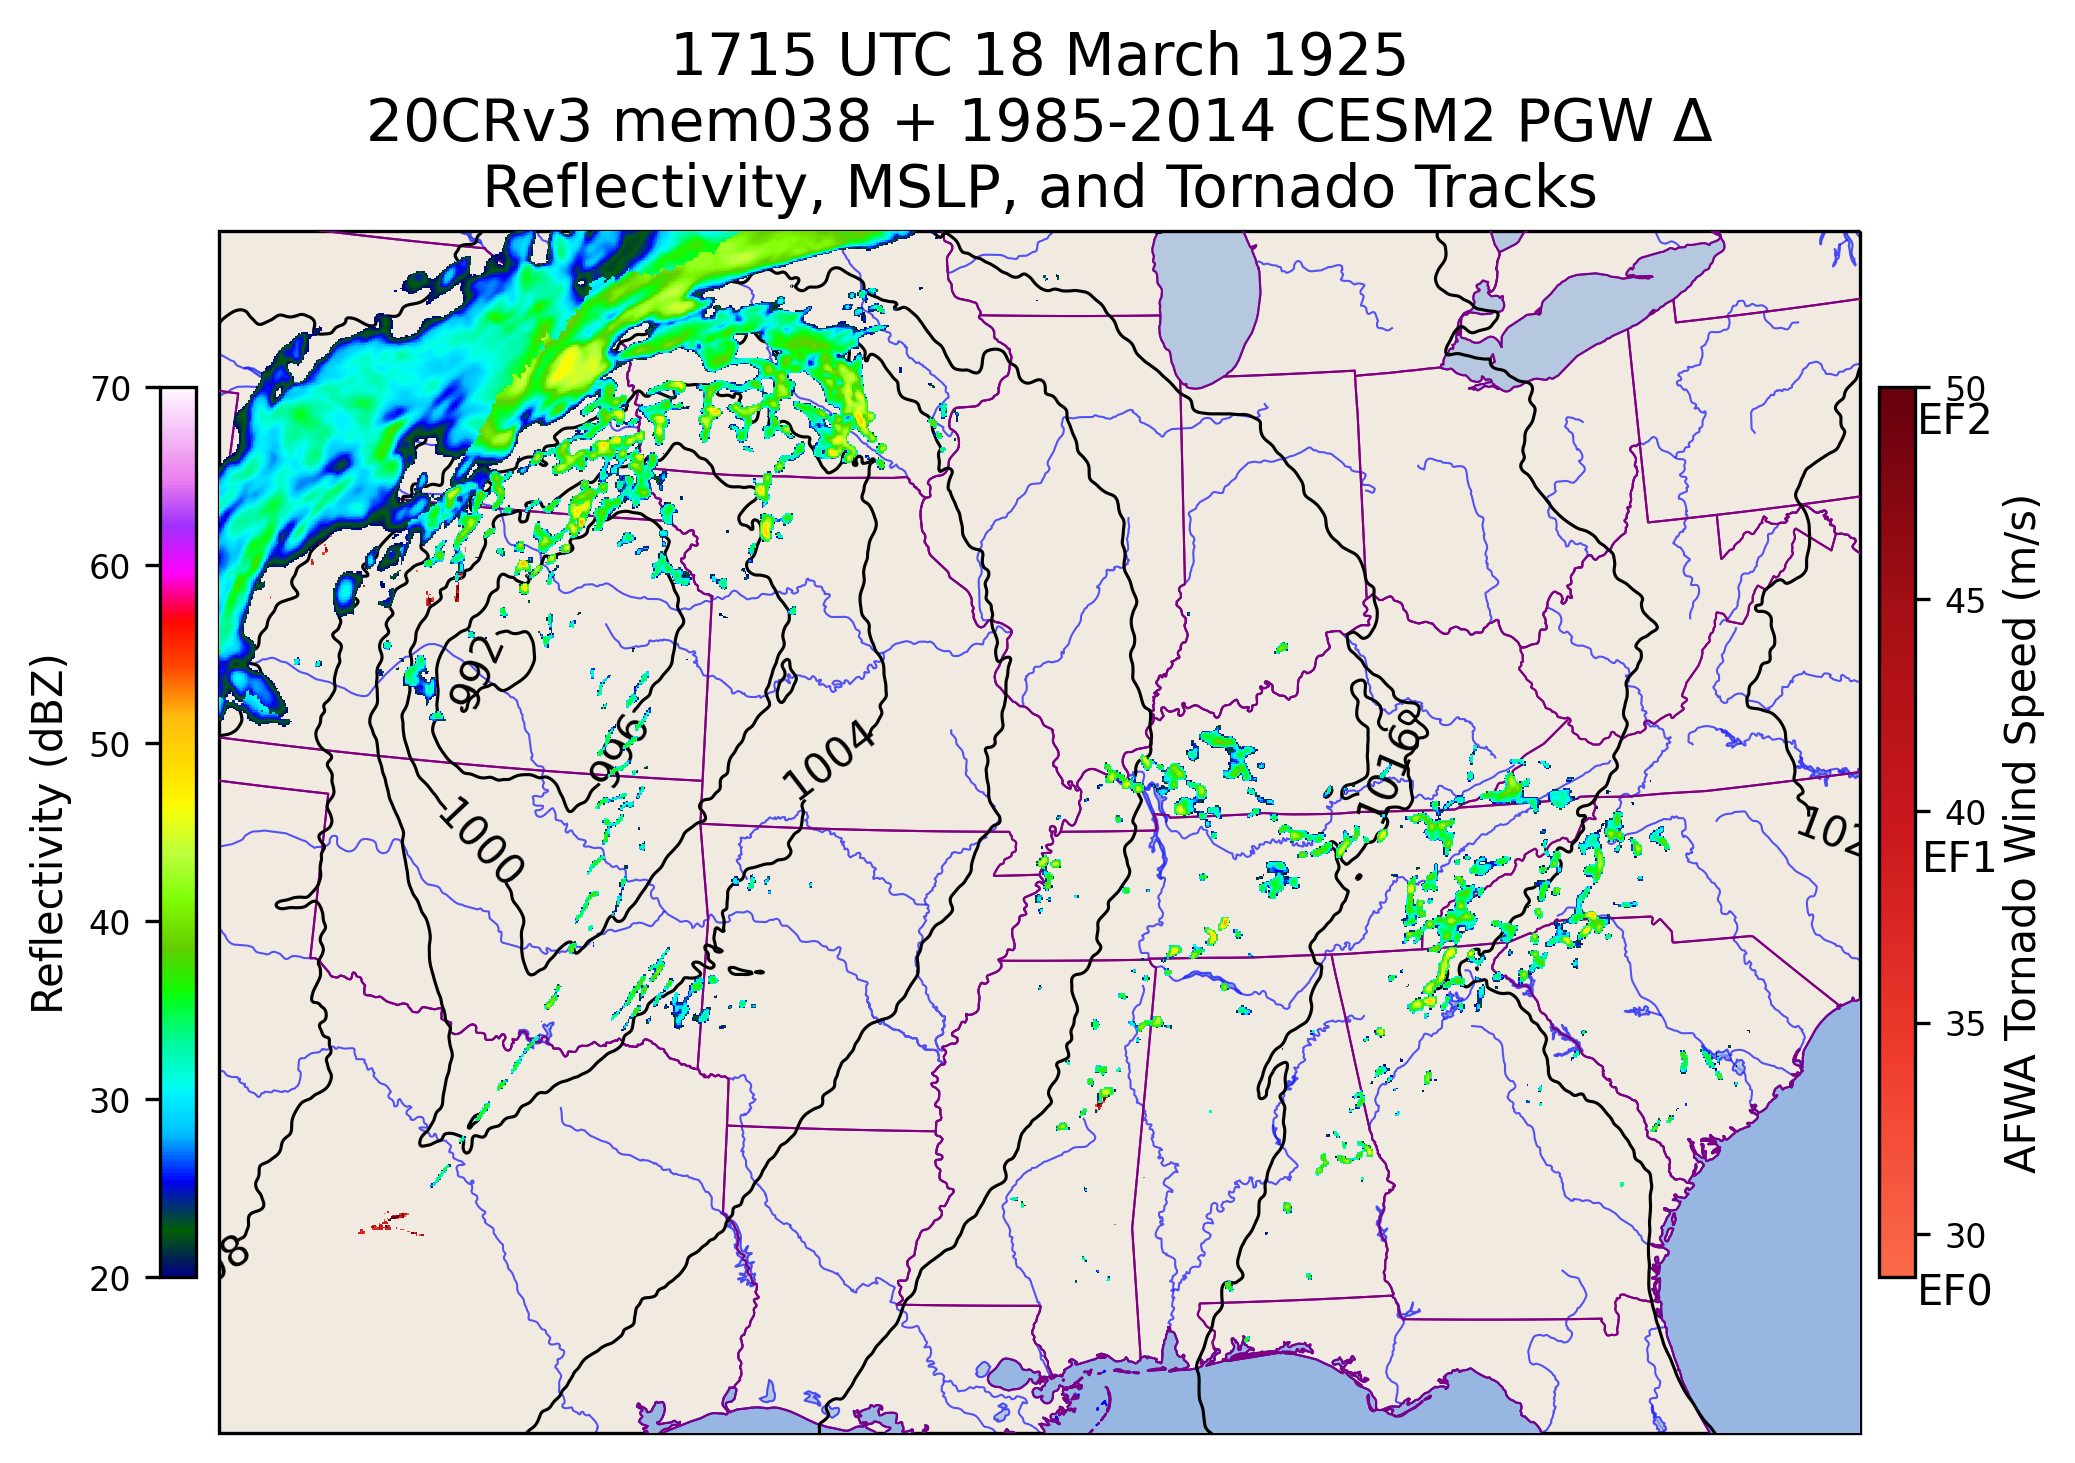 1715 UTC 18 March 1925
20CRv3 mem038 + 1985-2014 CESM2 PGW Δ
Reflectivity, MSLP, and Tornado Tracks
70
60
50
40
30
20
Reflectivity (dBZ)
992
996
1004
1000
1016
50
EF2
45
40
EF1
35
30
EF0
AFWA Tornado Wind Speed (m/s)